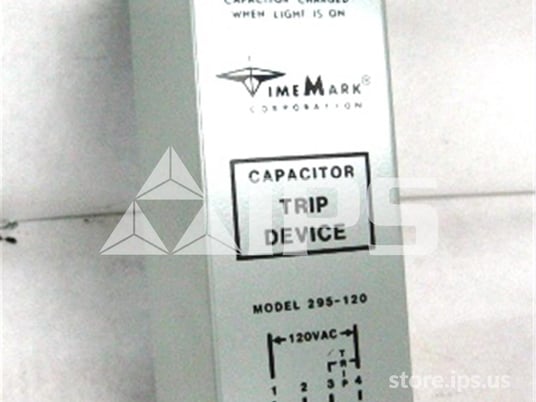 CAPACITOR CHARGED
WHEN LIGHT IS ON
TIMEMARK®
CORPORATION
CAPACITOR
TRIP
DEVICE
IPS
MODEL 295-120
120VAC
TRIP
1 2 3 4
store.ips.us